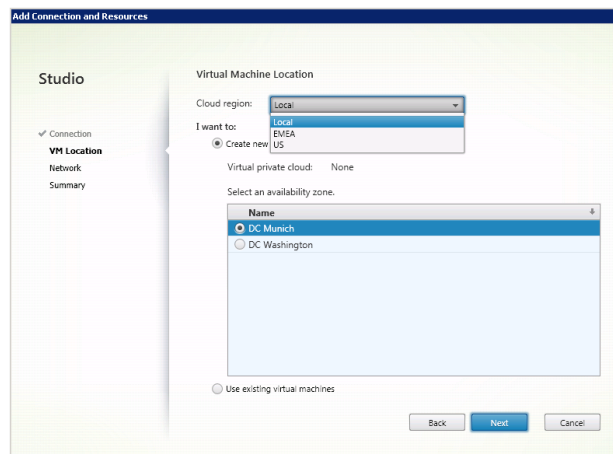 Add Connection and Resources
Studio
Connection
VM Location
Network
Summary
Virtual Machine Location
Cloud region:
Local
Local
EMEA
US
I want to:
Create new
Virtual private cloud: None
Select an availability zone.
Name
DC Munich
DC Washington
Use existing virtual machines
Back
Next
Cancel